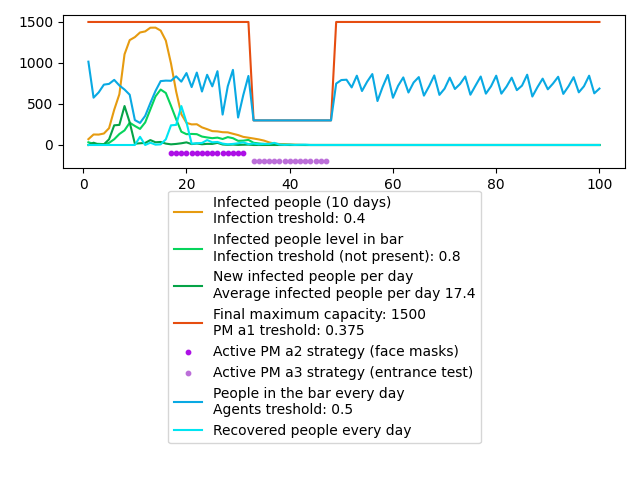 1500
1000
500
0
0
20
40
60
80
100
Infected people (10 days)
Infection treshold: 0.4
Infected people level in bar
Infection treshold (not present): 0.8
New infected people per day
Average infected people per day 17.4
Final maximum capacity: 1500
PM a1 treshold: 0.375
Active PM a2 strategy (face masks)
Active PM a3 strategy (entrance test)
People in the bar every day
Agents treshold: 0.5
Recovered people every day